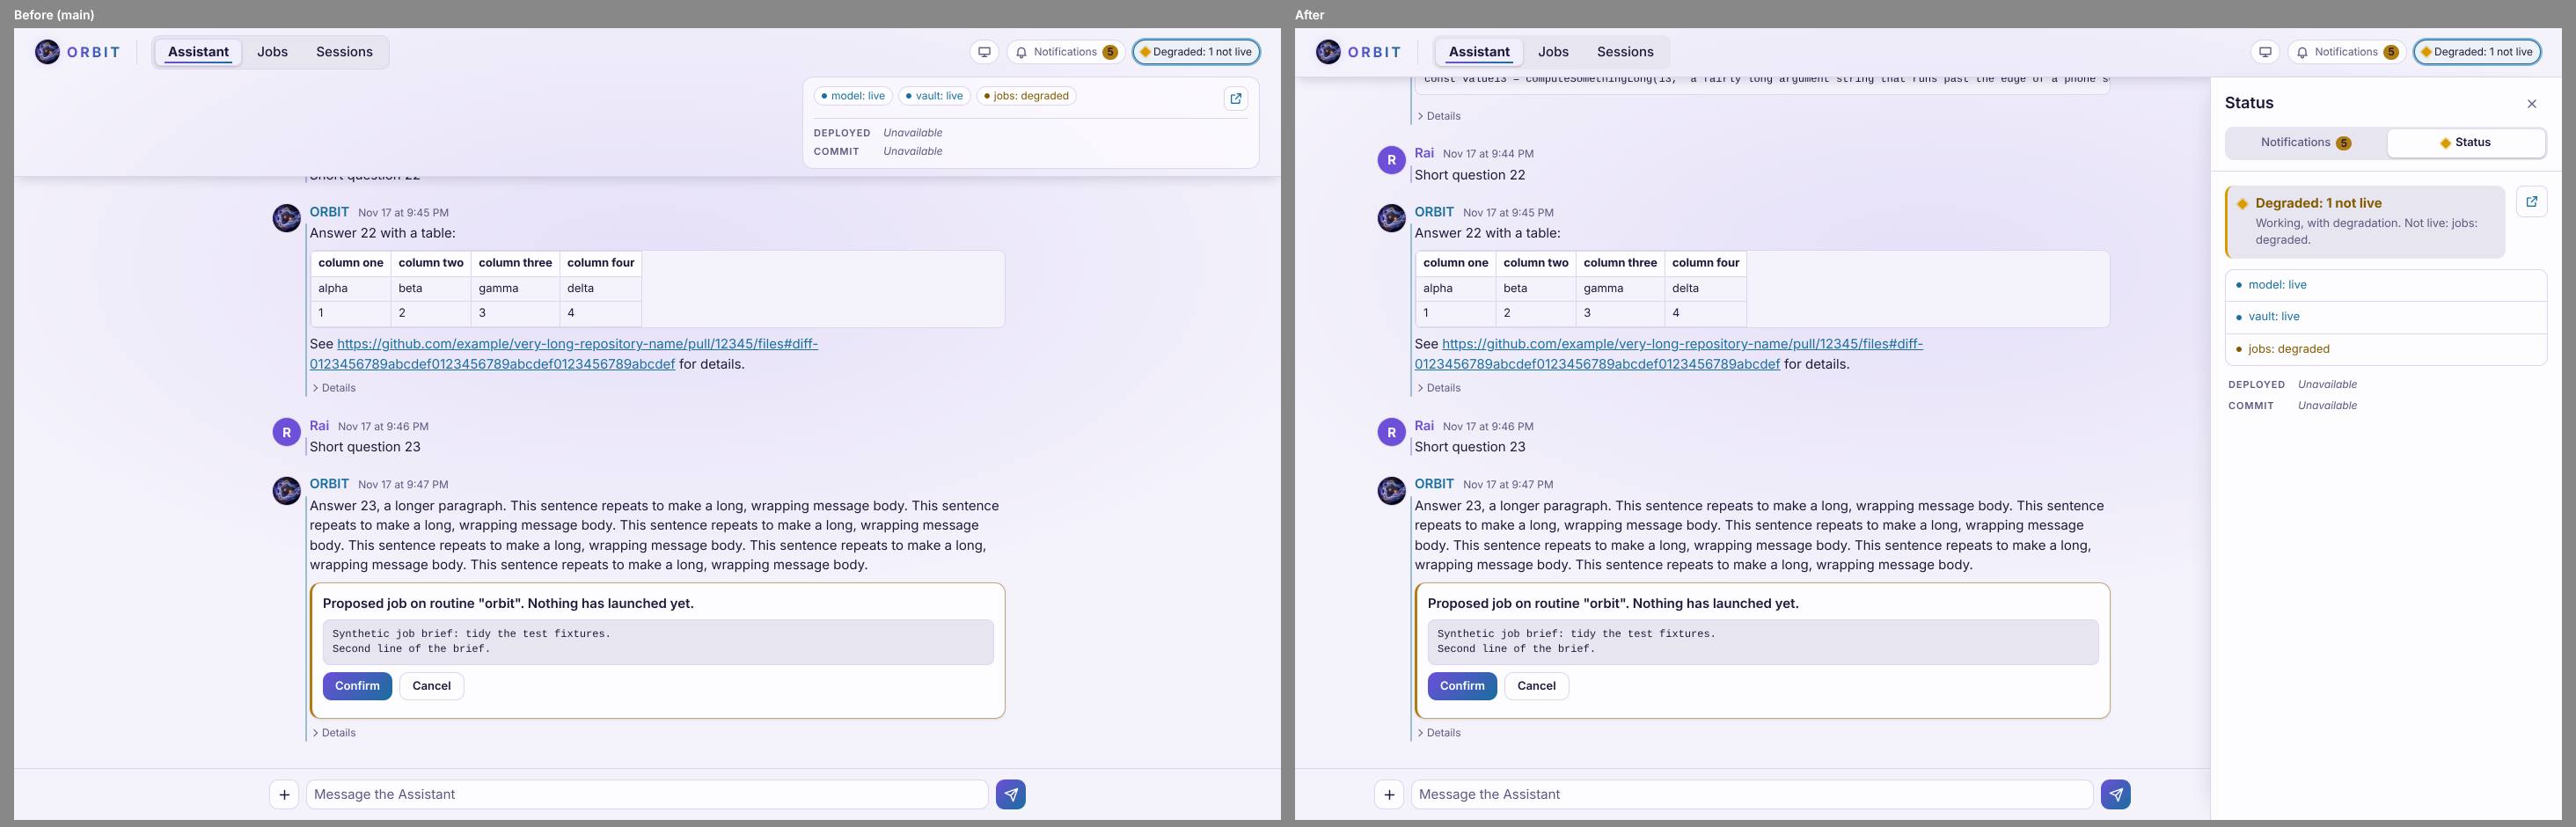 Before (main)
ORBIT
Assistant
Jobs
Sessions
Notifications 5
Degraded: 1 not live
model: live
vault: live
jobs: degraded
DEPLOYED Unavailable
COMMIT Unavailable
Short question 22
ORBIT Nov 17 at 9:45 PM
Answer 22 with a table:
column one column two column three column four
alpha beta gamma delta
1 2 3 4
See https://github.com/example/very-long-repository-name/pull/12345/files#diff-
0123456789abcdef0123456789abcdef0123456789abcdef for details.
Details
R
Rai Nov 17 at 9:46 PM
Short question 23
ORBIT Nov 17 at 9:47 PM
Answer 23, a longer paragraph. This sentence repeats to make a long, wrapping message body. This sentence
repeats to make a long, wrapping message body. This sentence repeats to make a long, wrapping message
body. This sentence repeats to make a long, wrapping message body. This sentence repeats to make a long,
wrapping message body. This sentence repeats to make a long, wrapping message body.
Proposed job on routine "orbit". Nothing has launched yet.
Synthetic job brief: tidy the test fixtures.
Second line of the brief.
Confirm
Cancel
Details
+
Message the Assistant
After
ORBIT
Assistant
Jobs
Sessions
Notifications 5
Degraded: 1 not live
const value13 = computeSomethingLong(13, a fairly long argument string that runs past the edge of a phone s
Details
R
Rai Nov 17 at 9:44 PM
Short question 22
ORBIT Nov 17 at 9:45 PM
Answer 22 with a table:
column one column two column three column four
alpha beta gamma delta
1 2 3 4
See https://github.com/example/very-long-repository-name/pull/12345/files#diff-
0123456789abcdef0123456789abcdef0123456789abcdef for details.
Details
R
Rai Nov 17 at 9:46 PM
Short question 23
ORBIT Nov 17 at 9:47 PM
Answer 23, a longer paragraph. This sentence repeats to make a long, wrapping message body. This sentence
repeats to make a long, wrapping message body. This sentence repeats to make a long, wrapping message
body. This sentence repeats to make a long, wrapping message body. This sentence repeats to make a long,
wrapping message body. This sentence repeats to make a long, wrapping message body.
Proposed job on routine "orbit". Nothing has launched yet.
Synthetic job brief: tidy the test fixtures.
Second line of the brief.
Confirm
Cancel
Details
+
Message the Assistant
Status
Notifications 5
Status
Degraded: 1 not live
Working, with degradation. Not live: jobs:
degraded.
model: live
vault: live
jobs: degraded
DEPLOYED Unavailable
COMMIT Unavailable